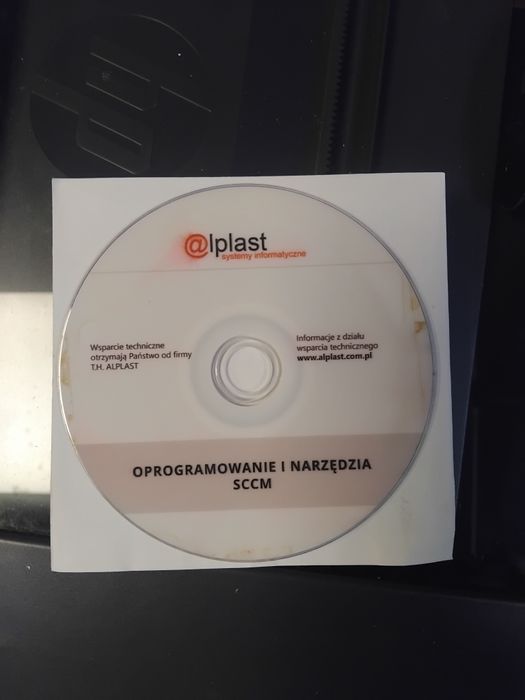 @lplast
systemy informatyczne
Wsparcie techniczne
otrzymają Państwo od firmy
T.H. ALPLAST
Informacje z działu
wsparcia technicznego
www.alplast.com.pl
OPROGRAMOWANIE I NARZĘDZIA
SCCM